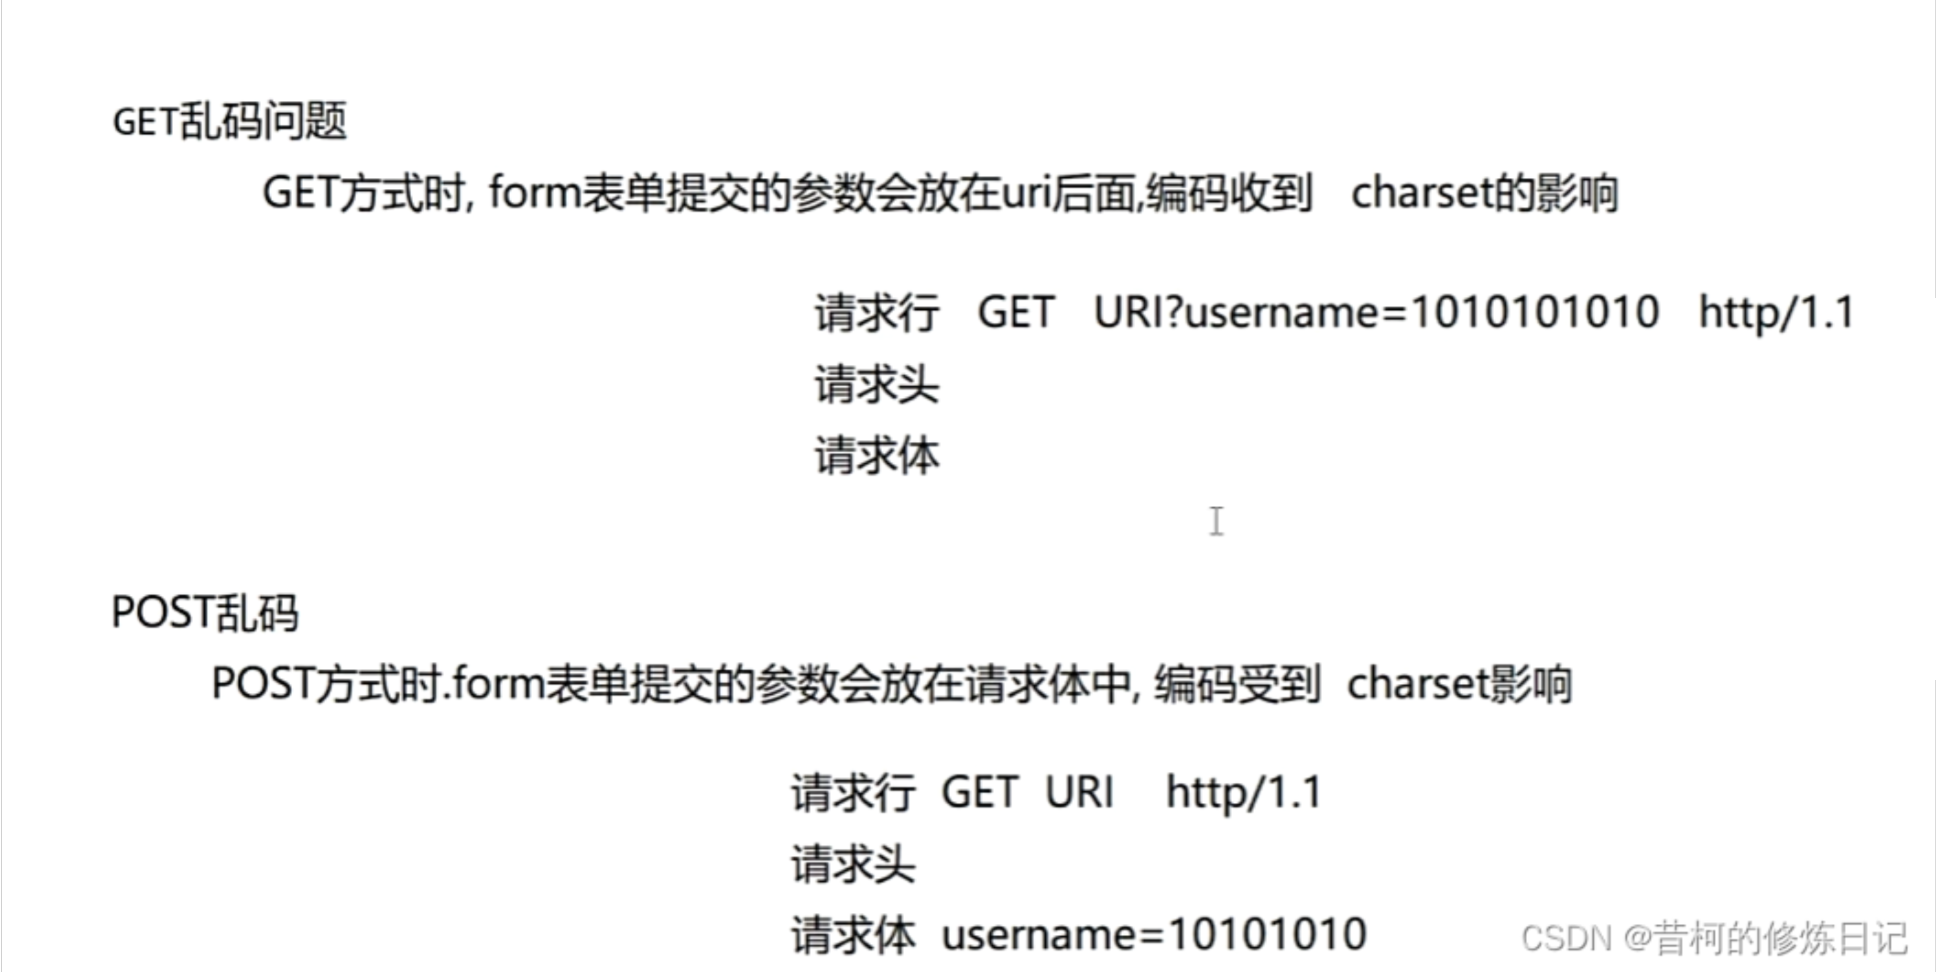 GET乱码问题
GET方式时, form表单提交的参数会放在uri后面,编码收到 charset的影响
请求行 GET URI?username=1010101010 http/1.1
请求头
请求体
POST乱码
POST方式时.form表单提交的参数会放在请求体中, 编码受到 charset影响
请求行 GET URI http/1.1
请求头
请求体 username=10101010
CSDN @昔柯的修炼日记